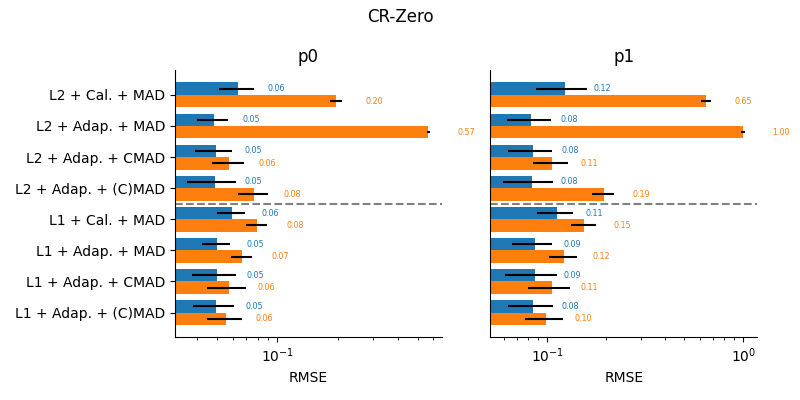 CR-Zero
p0
p1
L2 + Cal. + MAD
0.06
0.20
0.12
0.65
L2 + Adap. + MAD
0.05
0.57
0.08
1.00
L2 + Adap. + CMAD
0.05
0.06
0.08
0.11
L2 + Adap. + (C)MAD
0.05
0.08
0.08
0.19
L1 + Cal. + MAD
0.06
0.08
0.11
0.15
L1 + Adap. + MAD
0.05
0.07
0.09
0.12
L1 + Adap. + CMAD
0.05
0.06
0.09
0.11
L1 + Adap. + (C)MAD
0.05
0.06
0.08
0.10
10⁻¹
10⁻¹
10⁰
RMSE
RMSE